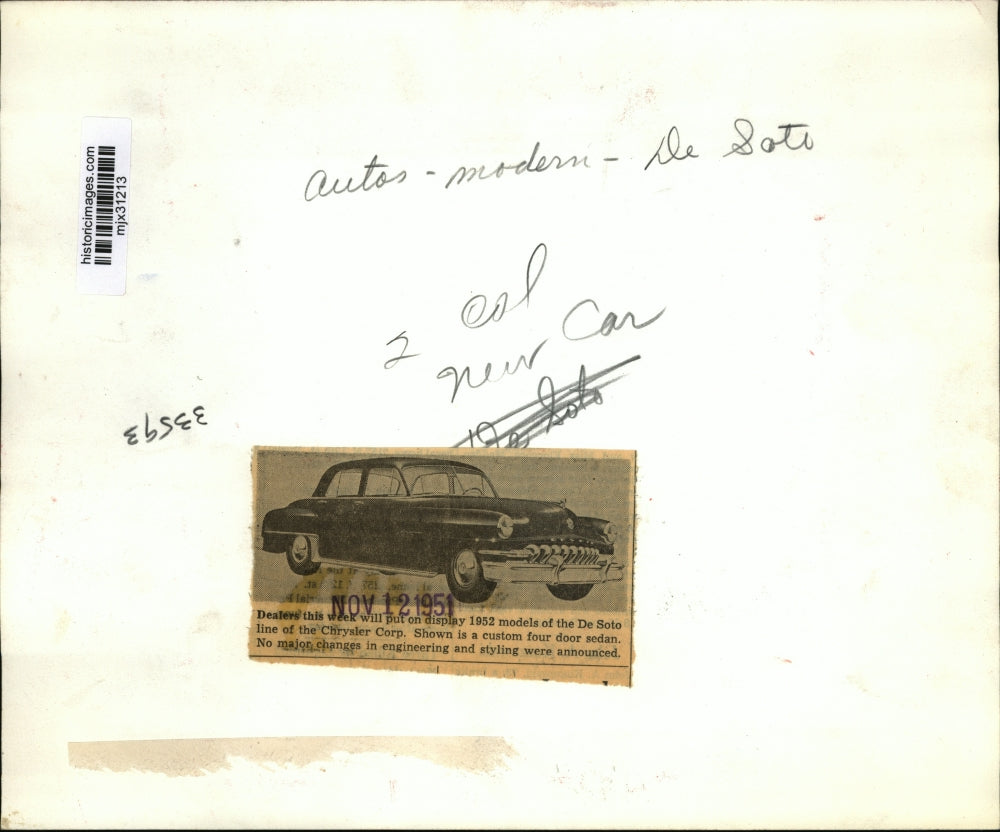 historicimages.com
mjx31213
Autos - modern - De Soto
2 col
New Car
De Soto
33593
NOV 12 1951
Dealers this week will put on display 1952 models of the De Soto
line of the Chrysler Corp. Shown is a custom four door sedan.
No major changes in engineering and styling were announced.